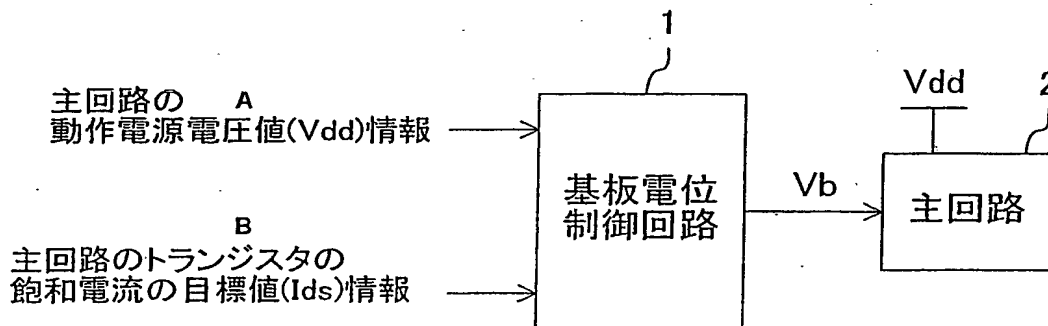 1
主回路の A
動作電源電圧値(Vdd)情報
B
主回路のトランジスタの
飽和電流の目標値(Ids)情報
基板電位
制御回路
Vb
Vdd
2
主回路